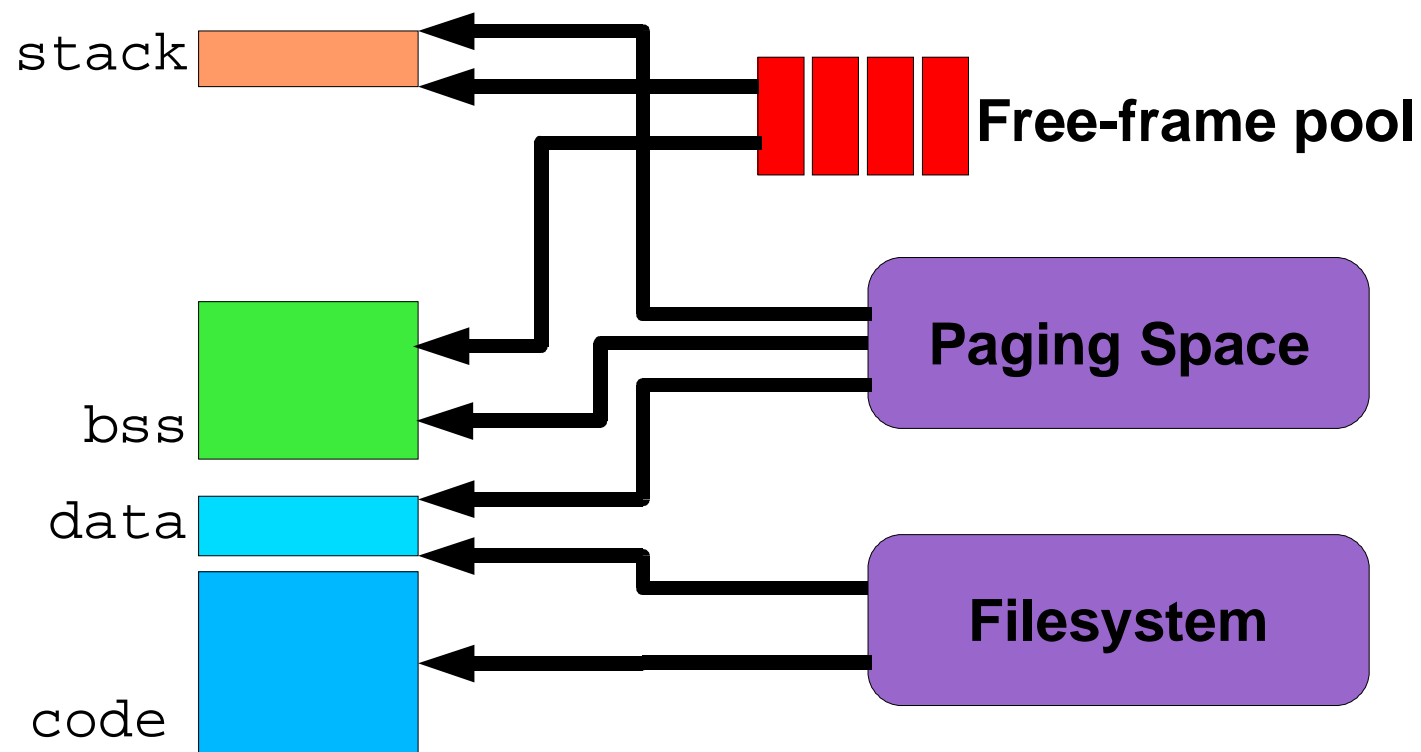 stack
Free-frame pool
Paging Space
bss
data
Filesystem
code